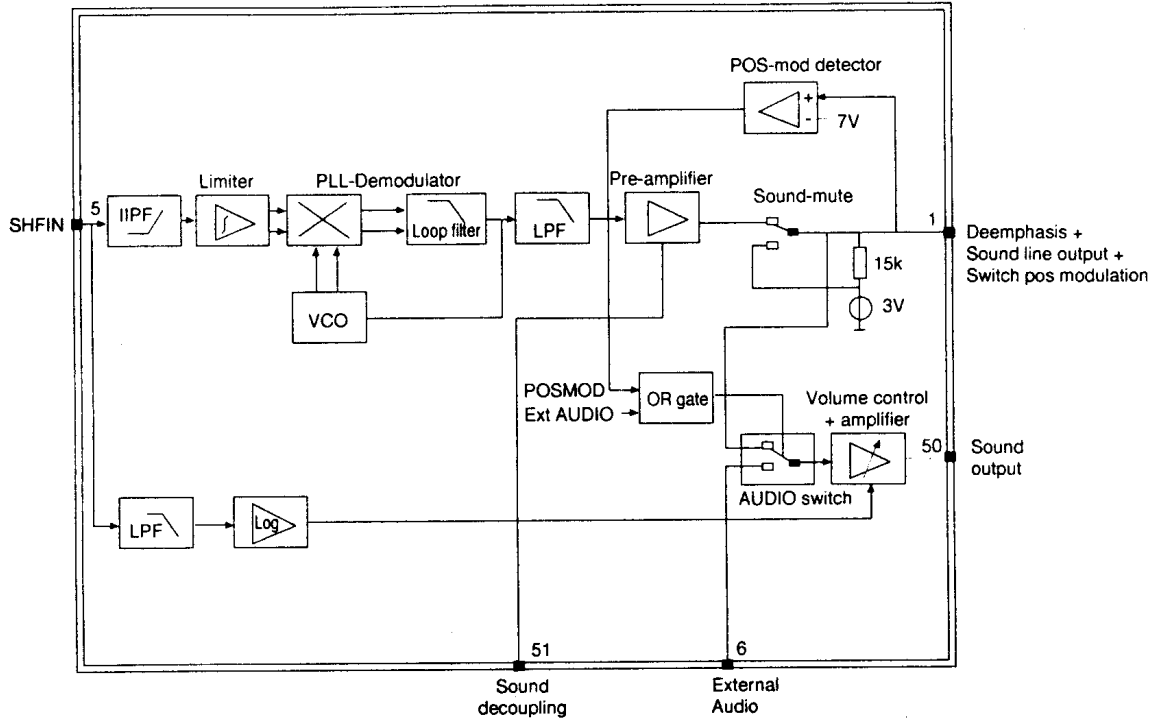 POS-mod detector
+
-
7V
Limiter
PLL-Demodulator
Pre-amplifier
Sound-mute
5
IIPF
SHFIN
Loop filter
LPF
1
Deemphasis +
Sound line output +
Switch pos modulation
15k
3V
VCO
POSMOD
Ext AUDIO
OR gate
Volume control
+ amplifier
50
Sound
output
AUDIO switch
LPF
Log
51
6
Sound
decoupling
External
Audio